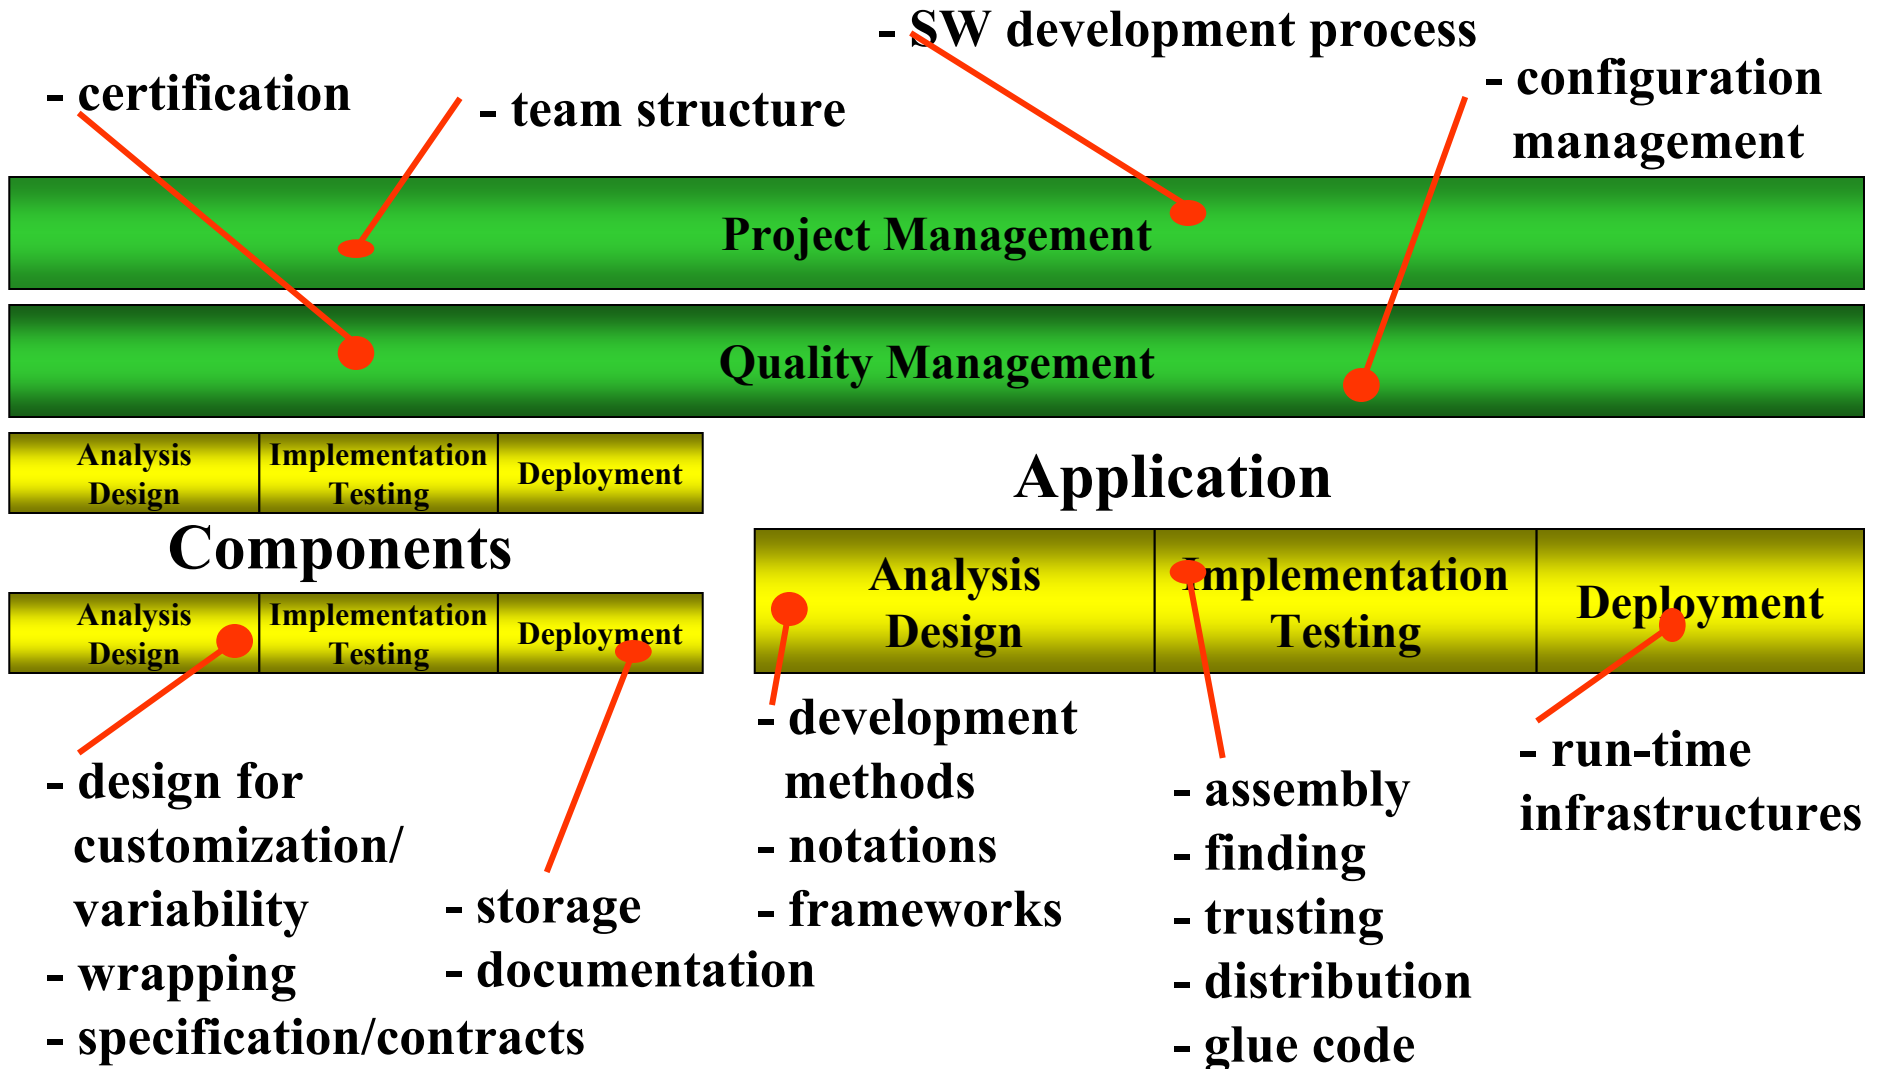 - SW development process
- certification
- team structure
- configuration
management
Project Management
Quality Management
Analysis
Design
Implementation
Testing
Deployment
Application
Components
Analysis
Design
Implementation
Testing
Deployment
Analysis
Design
Implementation
Testing
Deployment
- design for
customization/
variability
- wrapping
- specification/contracts
- storage
- documentation
- development
methods
- notations
- frameworks
- assembly
- finding
- trusting
- distribution
- glue code
- run-time
infrastructures